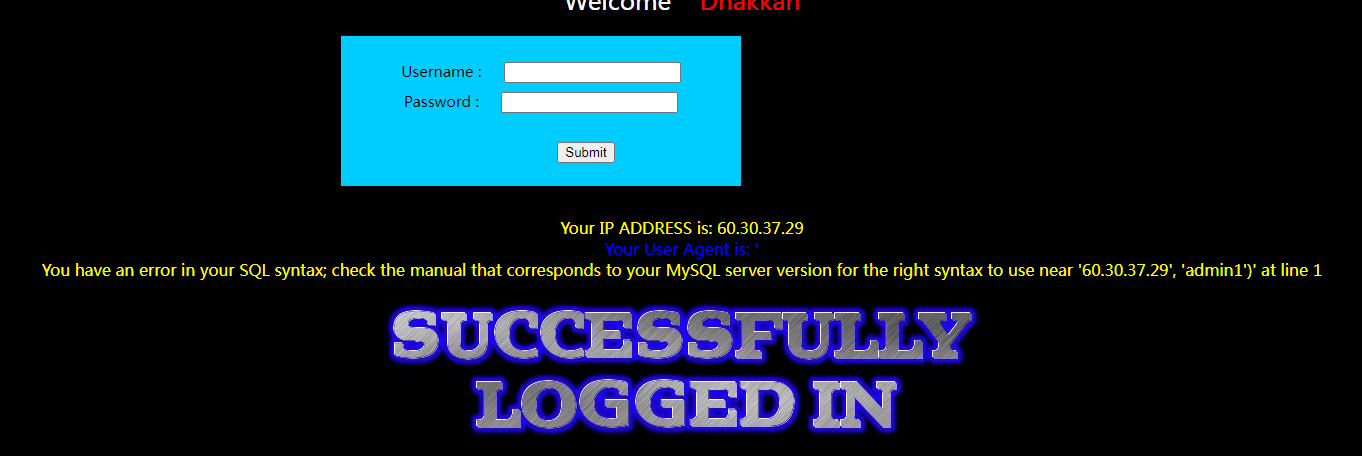 Welcome Dhakkan
Username :
Password :
Submit
Your IP ADDRESS is: 60.30.37.29
Your User Agent is: '
You have an error in your SQL syntax; check the manual that corresponds to your MySQL server version for the right syntax to use near '60.30.37.29', 'admin1')' at line 1
SUCCESSFULLY
LOGGED IN